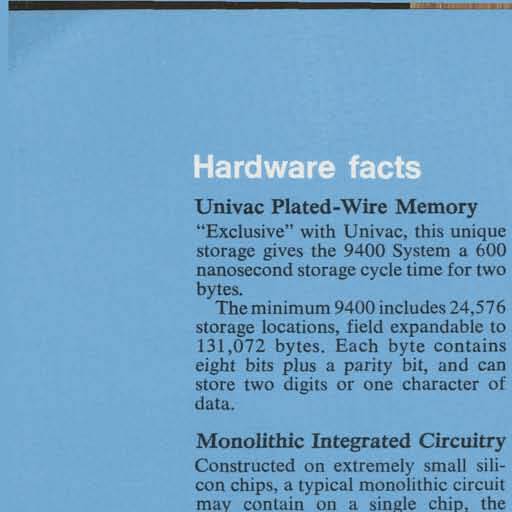 Hardware facts
Univac Plated-Wire Memory
“Exclusive” with Univac, this unique
storage gives the 9400 System a 600
nanosecond storage cycle time for two
bytes.
The minimum 9400 includes 24,576
storage locations, field expandable to
131,072 bytes. Each byte contains
eight bits plus a parity bit, and can
store two digits or one character of
data.
Monolithic Integrated Circuitry
Constructed on extremely small sili-
con chips, a typical monolithic circuit
may contain on a single chip, the